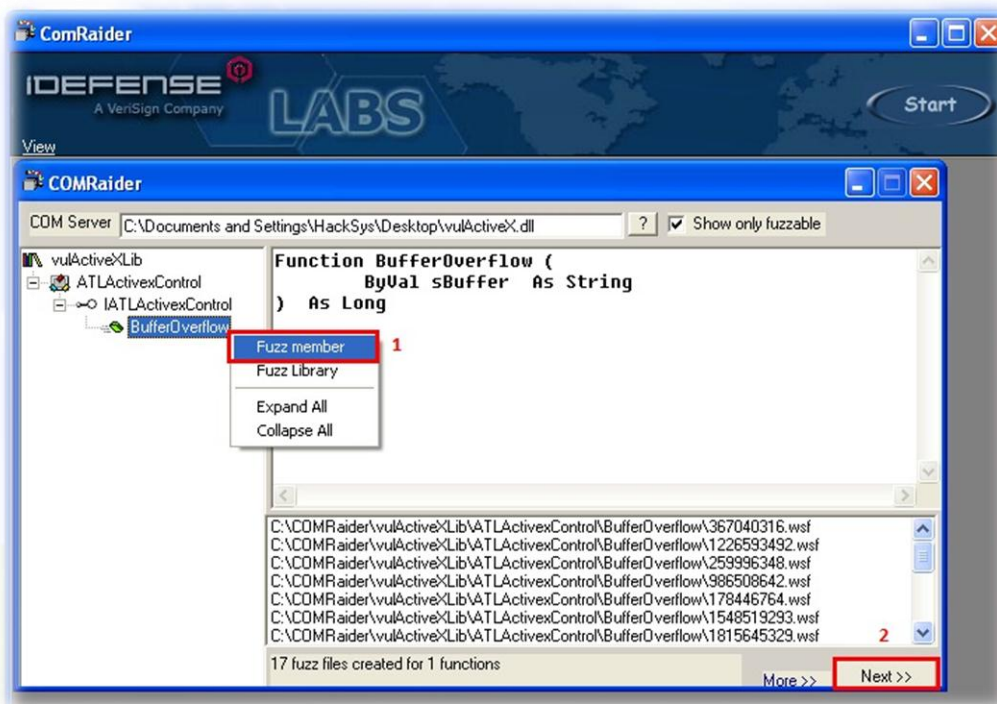 ComRaider
IDEFENSE
A VeriSign Company
LABS
Start
View
COMRaider
COM Server C:\Documents and Settings\HackSys\Desktop\vulActiveX.dll ? Show only fuzzable
vulActiveXLib
ATLActivexControl
IATLActivexControl
BufferOverflow
Function BufferOverflow (
ByVal sBuffer As String
) As Long
Fuzz member 1
Fuzz Library
Expand All
Collapse All
C:\COMRaider\vulActiveXLib\ATLActivexControl\BufferOverflow\367040316.wsf
C:\COMRaider\vulActiveXLib\ATLActivexControl\BufferOverflow\1226593492.wsf
C:\COMRaider\vulActiveXLib\ATLActivexControl\BufferOverflow\259996348.wsf
C:\COMRaider\vulActiveXLib\ATLActivexControl\BufferOverflow\986508642.wsf
C:\COMRaider\vulActiveXLib\ATLActivexControl\BufferOverflow\178446764.wsf
C:\COMRaider\vulActiveXLib\ATLActivexControl\BufferOverflow\1548519293.wsf
C:\COMRaider\vulActiveXLib\ATLActivexControl\BufferOverflow\1815645329.wsf
2
17 fuzz files created for 1 functions
More >>
Next >>